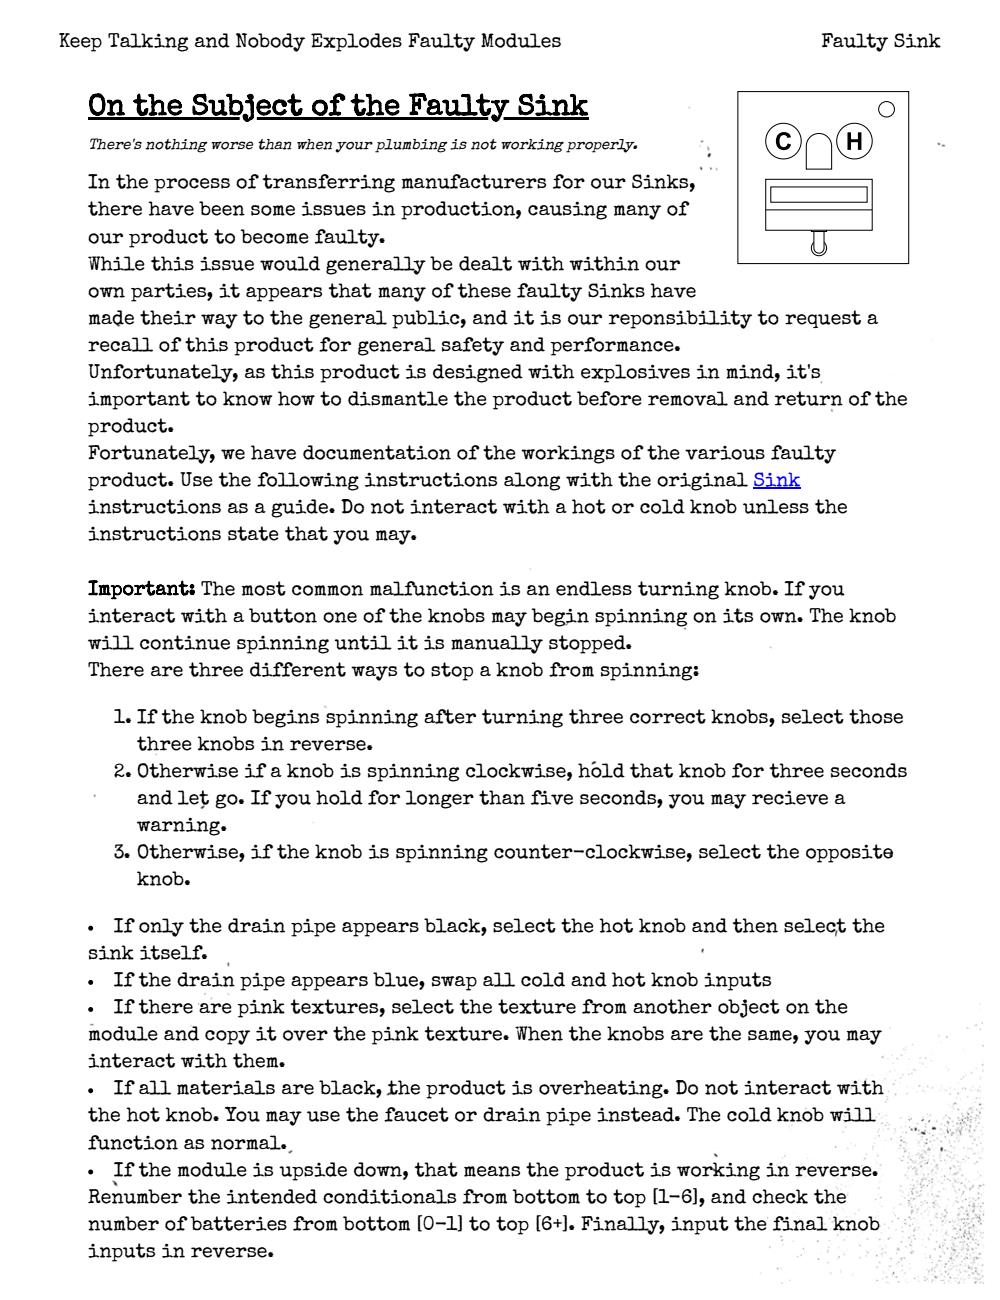 Keep Talking and Nobody Explodes Faulty Modules
Faulty Sink
On the Subject of the Faulty Sink
There's nothing worse than when your plumbing is not working properly.
C H
In the process of transferring manufacturers for our Sinks,
there have been some issues in production, causing many of
our product to become faulty.
While this issue would generally be dealt with within our
own parties, it appears that many of these faulty Sinks have
made their way to the general public, and it is our reponsibility to request a
recall of this product for general safety and performance.
Unfortunately, as this product is designed with explosives in mind, it's
important to know how to dismantle the product before removal and return of the
product.
Fortunately, we have documentation of the workings of the various faulty
product. Use the following instructions along with the original Sink
instructions as a guide. Do not interact with a hot or cold knob unless the
instructions state that you may.
Important: The most common malfunction is an endless turning knob. If you
interact with a button one of the knobs may begin spinning on its own. The knob
will continue spinning until it is manually stopped.
There are three different ways to stop a knob from spinning:
1. If the knob begins spinning after turning three correct knobs, select those
three knobs in reverse.
2. Otherwise if a knob is spinning clockwise, hold that knob for three seconds
and let go. If you hold for longer than five seconds, you may recieve a
warning.
3. Otherwise, if the knob is spinning counter-clockwise, select the opposite
knob.
• If only the drain pipe appears black, select the hot knob and then select the
sink itself.
• If the drain pipe appears blue, swap all cold and hot knob inputs
• If there are pink textures, select the texture from another object on the
module and copy it over the pink texture. When the knobs are the same, you may
interact with them.
• If all materials are black, the product is overheating. Do not interact with
the hot knob. You may use the faucet or drain pipe instead. The cold knob will
function as normal.
• If the module is upside down, that means the product is working in reverse.
Renumber the intended conditionals from bottom to top [1-6], and check the
number of batteries from bottom [0-1] to top [6+]. Finally, input the final knob
inputs in reverse.